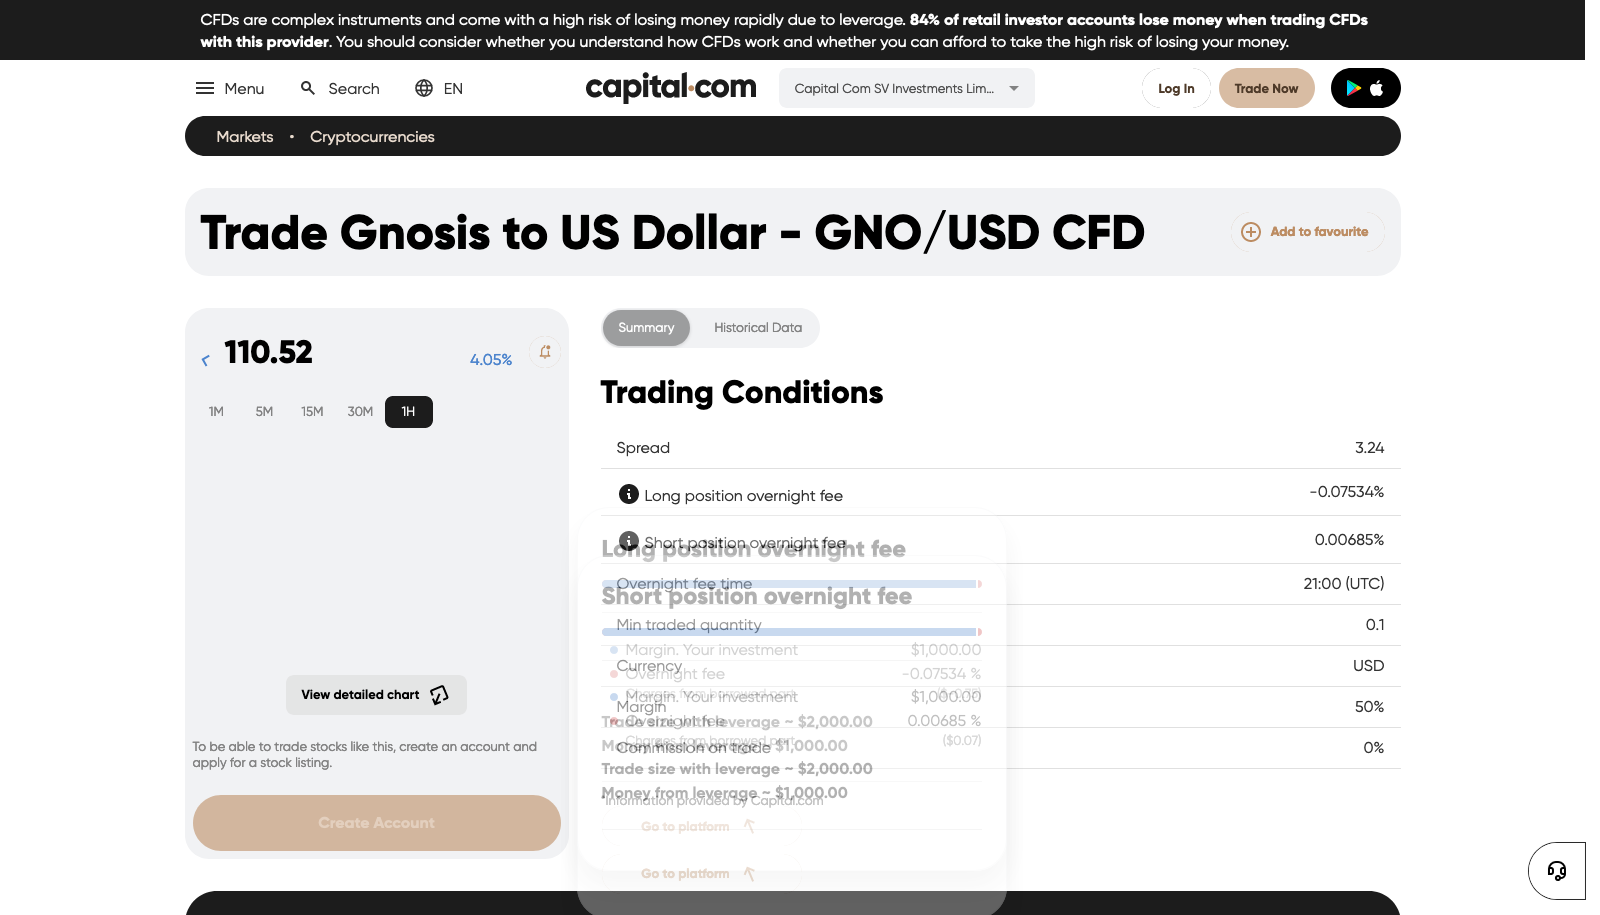 CFDs are complex instruments and come with a high risk of losing money rapidly due to leverage. 84% of retail investor accounts lose money when trading CFDs
with this provider. You should consider whether you understand how CFDs work and whether you can afford to take the high risk of losing your money.
Menu Search EN capital.com Capital Com SV Investments Lim... Log In Trade Now
Markets • Cryptocurrencies
Trade Gnosis to US Dollar - GNO/USD CFD Add to favourite
110.52 4.05%
1M 5M 15M 30M 1H
View detailed chart
To be able to trade stocks like this, create an account and
apply for a stock listing.
Create Account
Summary Historical Data
Trading Conditions
Spread 3.24
Long position overnight fee -0.07534%
Short position overnight fee 0.00685%
Overnight fee time 21:00 (UTC)
Min traded quantity 0.1
Currency USD
Margin 50%
Commission on trade 0%
*Information provided by Capital.com
Long position overnight fee
Margin. Your investment $1,000.00
Overnight fee -0.07534 %
Charges from borrowed part
Trade size with leverage ~ $2,000.00
Money from leverage ~ $1,000.00
Go to platform
Short position overnight fee
Margin. Your investment $1,000.00
Overnight fee 0.00685 %
Charges from borrowed part ($0.07)
Trade size with leverage ~ $2,000.00
Money from leverage ~ $1,000.00
Go to platform